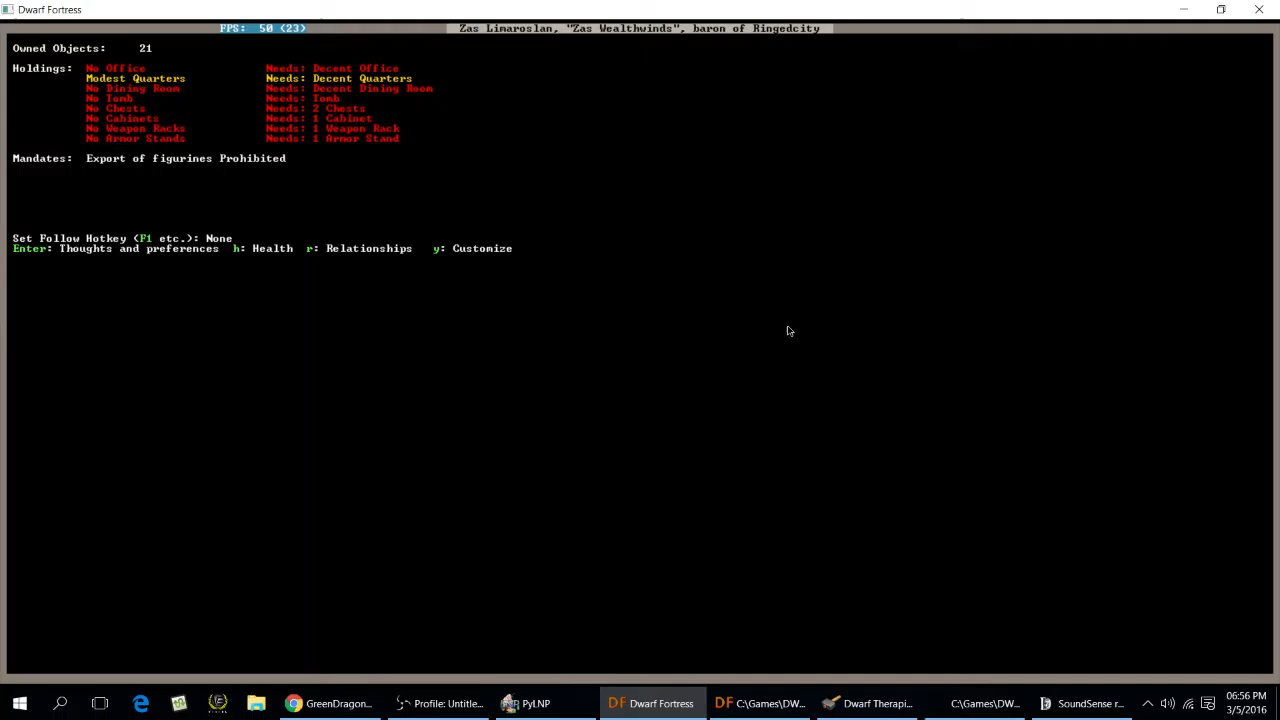 Dwarf Fortress
FPS: 50 (23) Zas Limaroslan, "Zas Wealthwinds", baron of Ringedcity
Owned Objects: 21
Holdings: No Office Needs: Decent Office
Modest Quarters Needs: Decent Quarters
No Dining Room Needs: Decent Dining Room
No Tomb Needs: Tomb
No Chests Needs: 2 Chests
No Cabinets Needs: 1 Cabinet
No Weapon Racks Needs: 1 Weapon Rack
No Armor Stands Needs: 1 Armor Stand
Mandates: Export of figurines Prohibited
Set Follow Hotkey (F1 etc.): None
Enter: Thoughts and preferences h: Health r: Relationships y: Customize
GreenDragon... Profile: Untitle... PyLNP DF Dwarf Fortress DF C:\Games\DW... Dwarf Therapi... C:\Games\DW... SoundSense r... 06:56 PM
3/5/2016